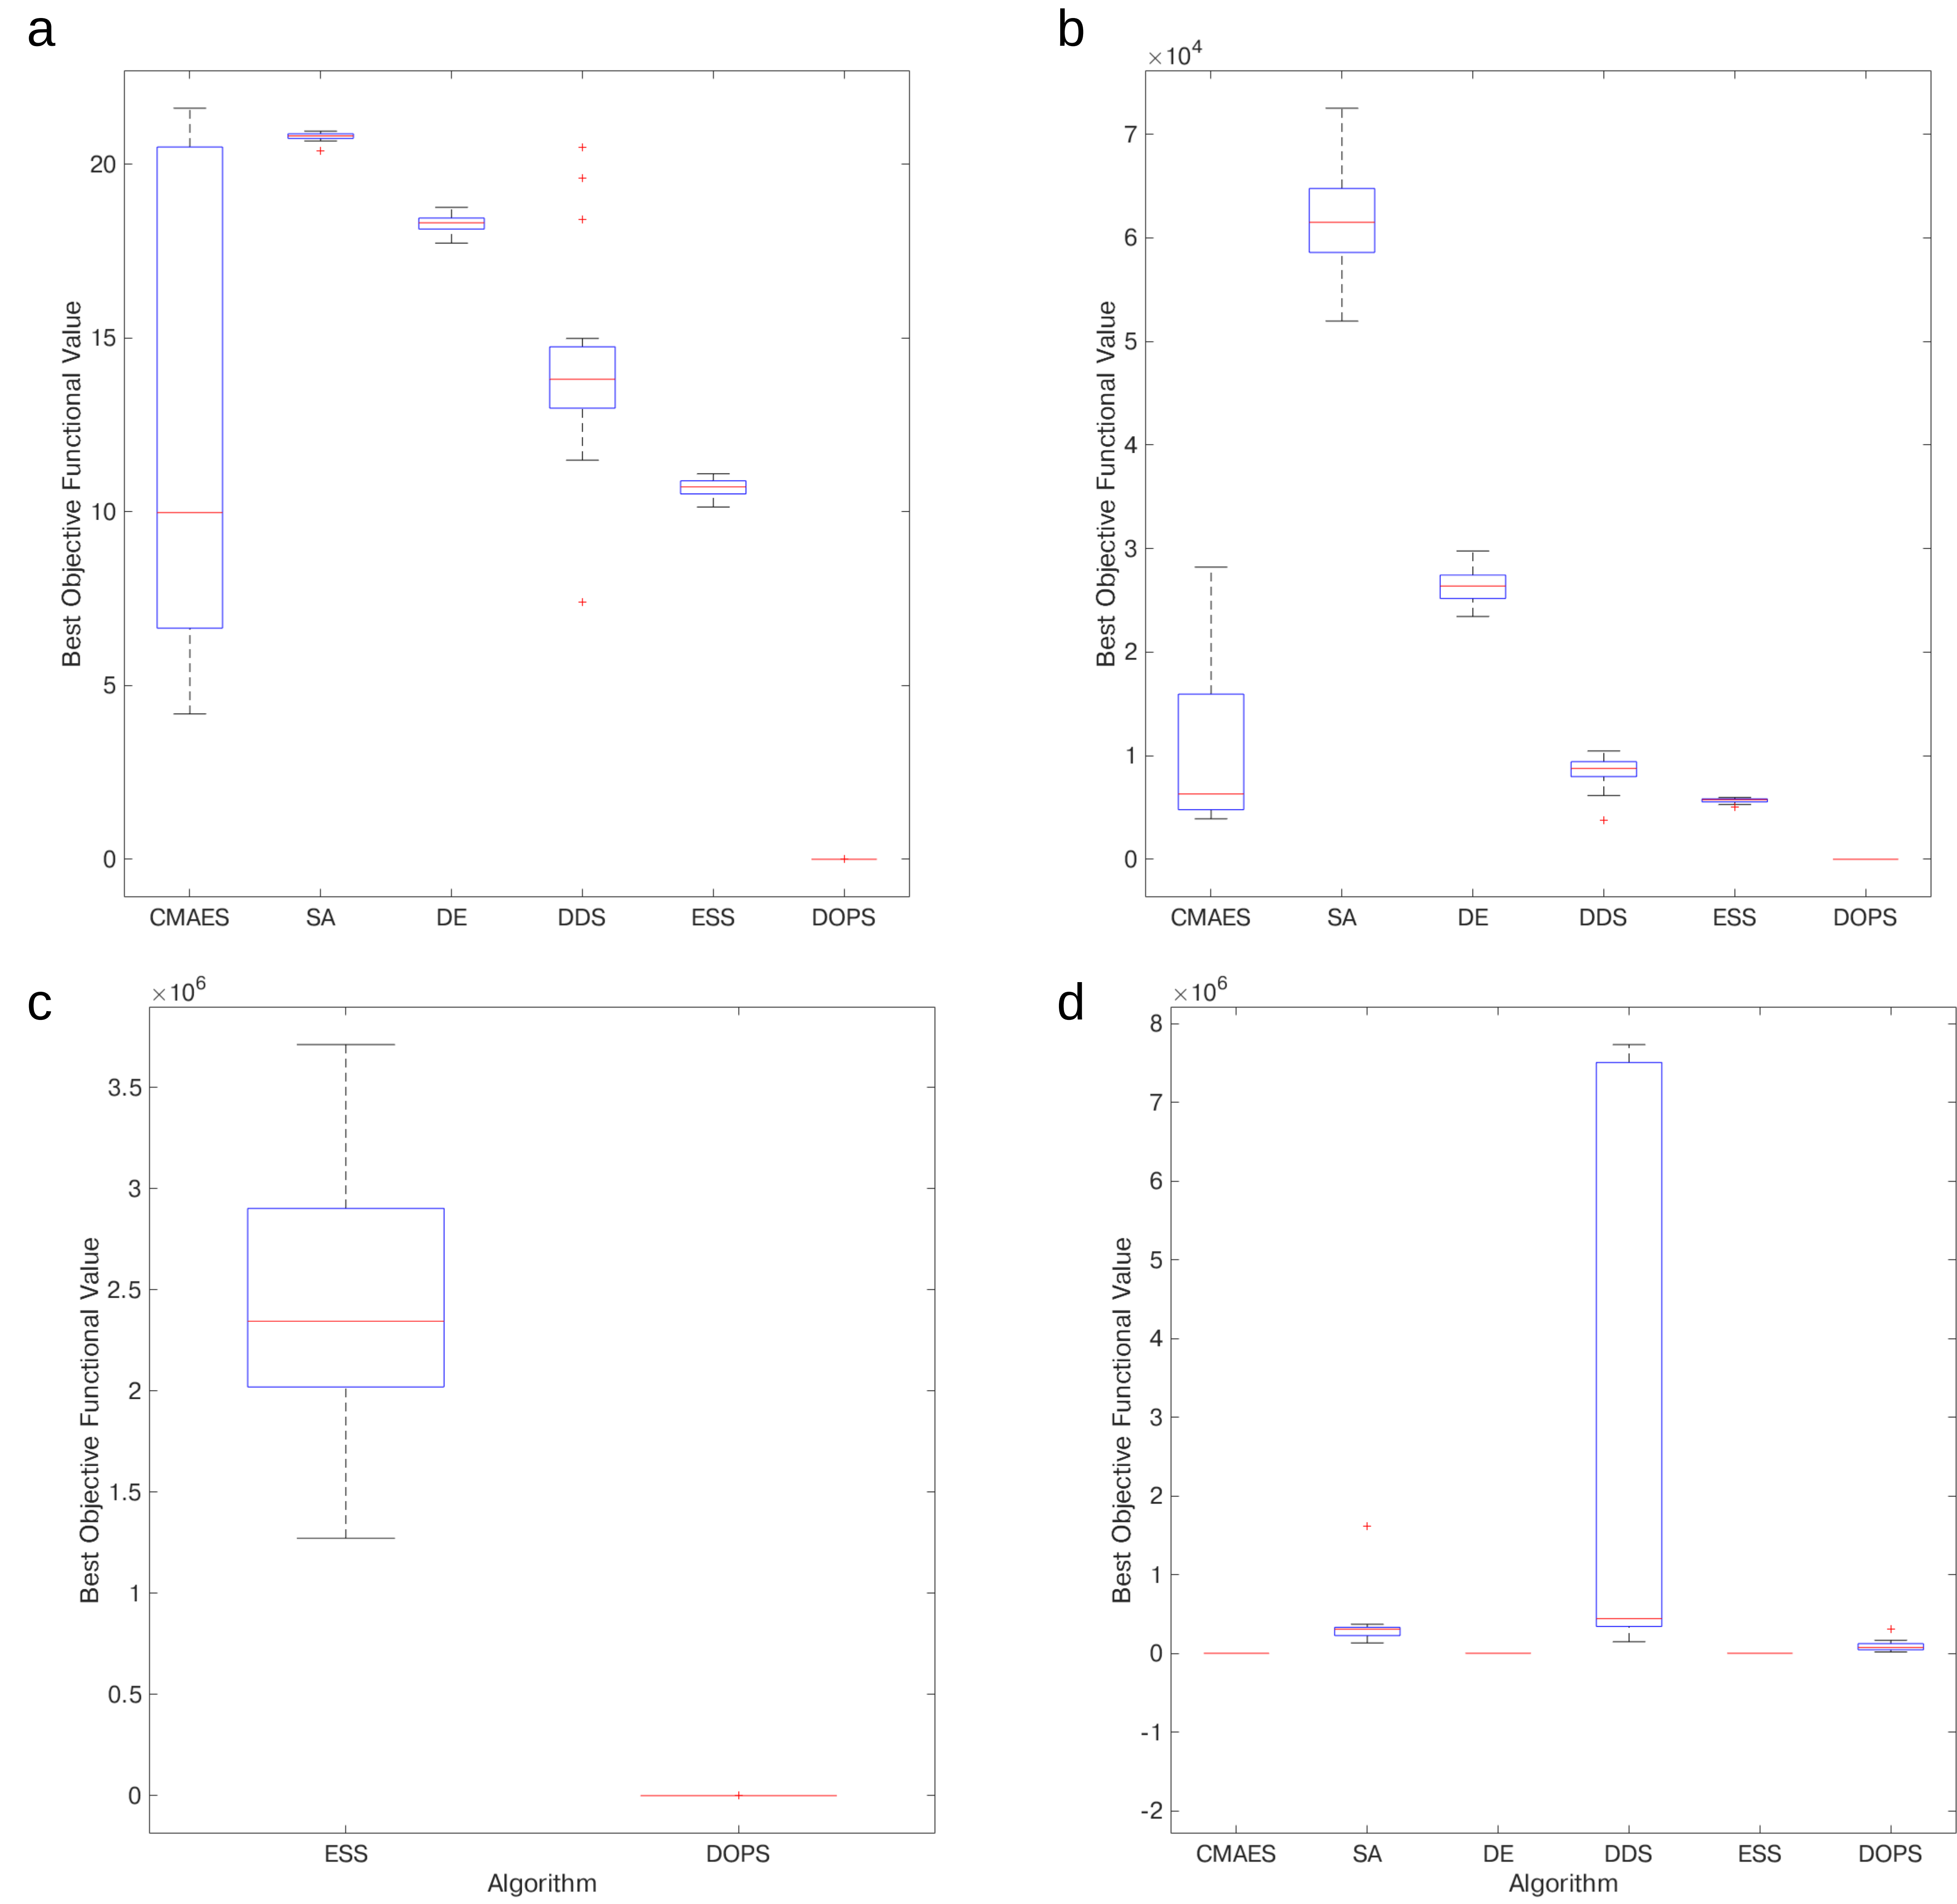 a
Best Objective Functional Value
20
15
10
5
0
CMAES SA DE DDS ESS DOPS
b
×10^4
Best Objective Functional Value
7
6
5
4
3
2
1
0
CMAES SA DE DDS ESS DOPS
c
×10^6
Best Objective Functional Value
3.5
3
2.5
2
1.5
1
0.5
0
ESS DOPS
Algorithm
d
×10^6
Best Objective Functional Value
8
7
6
5
4
3
2
1
0
-1
-2
CMAES SA DE DDS ESS DOPS
Algorithm